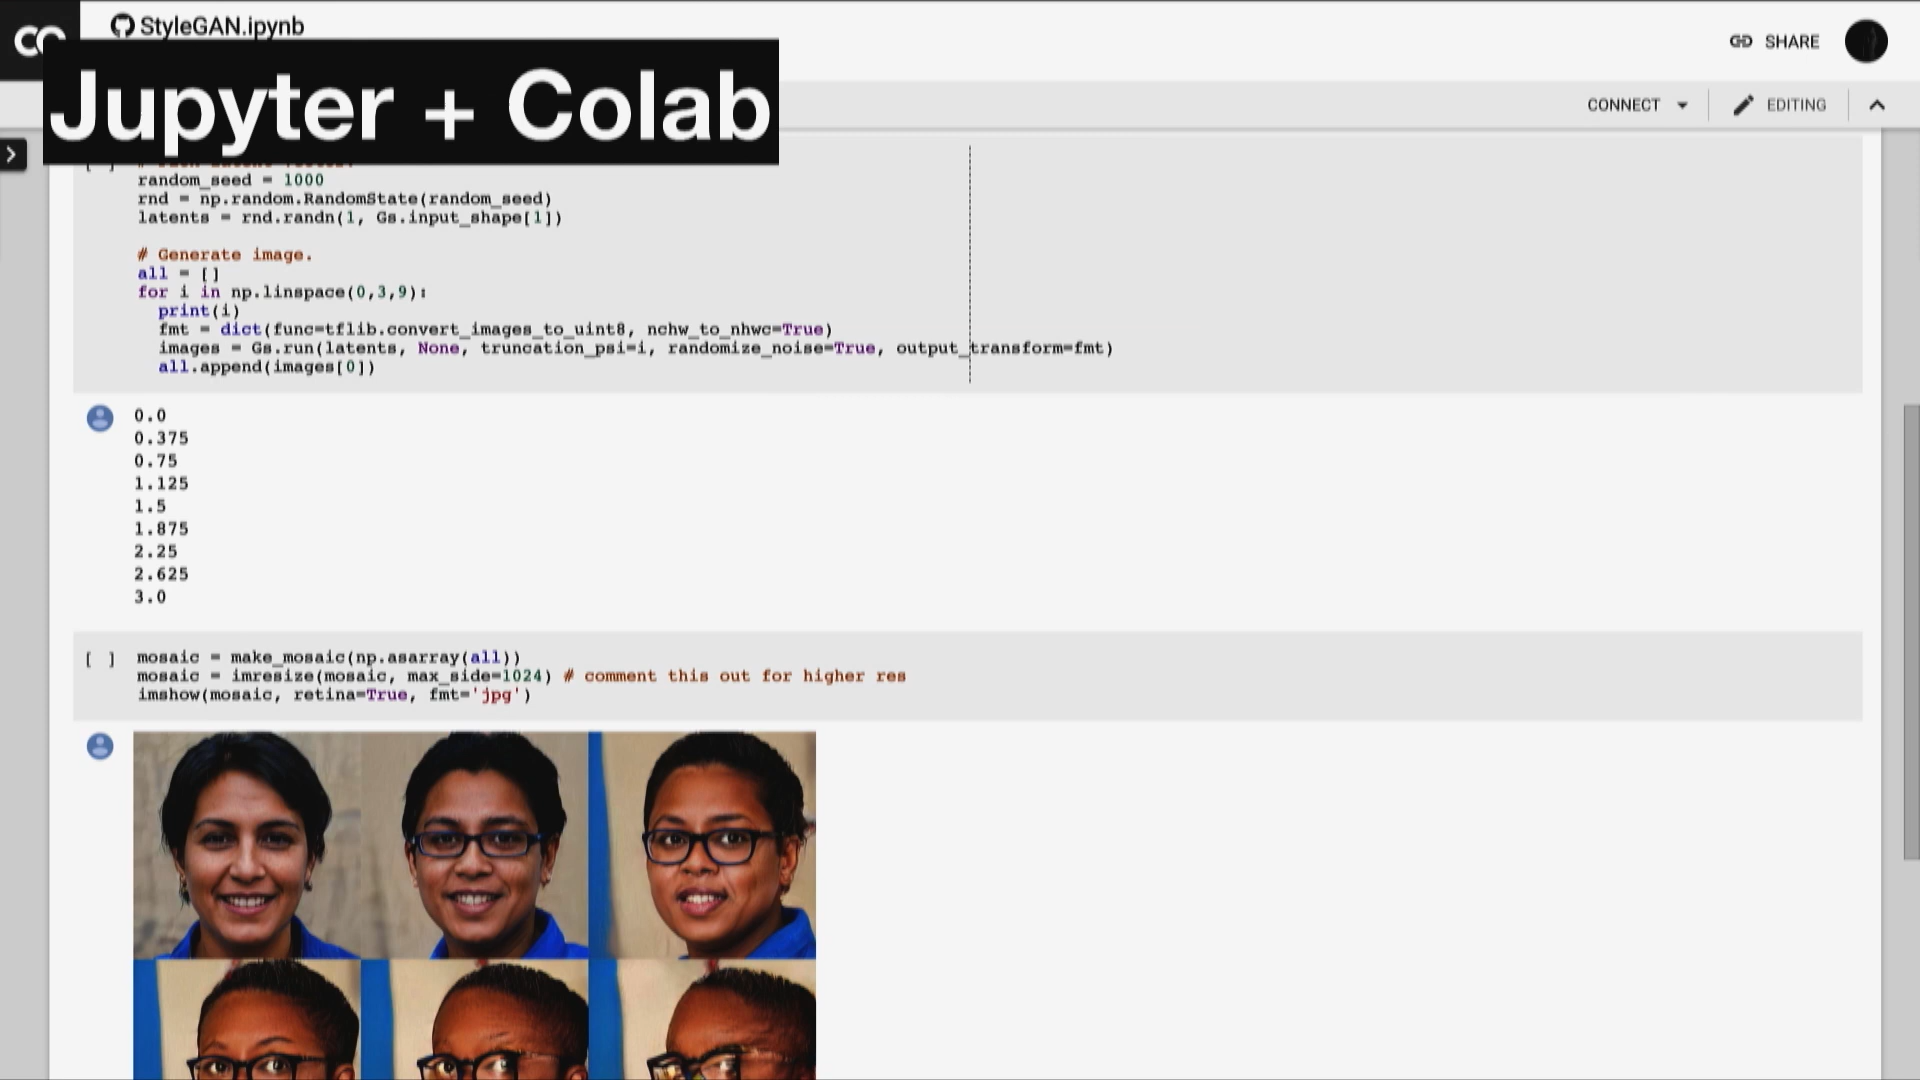 CO
StyleGAN.ipynb
SHARE
Jupyter + Colab
CONNECT
EDITING
[ ]
random_seed = 1000
rnd = np.random.RandomState(random_seed)
latents = rnd.randn(1, Gs.input_shape[1])
# Generate image.
all = []
for i in np.linspace(0,3,9):
print(i)
fmt = dict(func=tflib.convert_images_to_uint8, nchw_to_nhwc=True)
images = Gs.run(latents, None, truncation_psi=i, randomize_noise=True, output_transform=fmt)
all.append(images[0])
0.0
0.375
0.75
1.125
1.5
1.875
2.25
2.625
3.0
[ ] mosaic = make_mosaic(np.asarray(all))
mosaic = imresize(mosaic, max_side=1024) # comment this out for higher res
imshow(mosaic, retina=True, fmt='jpg')